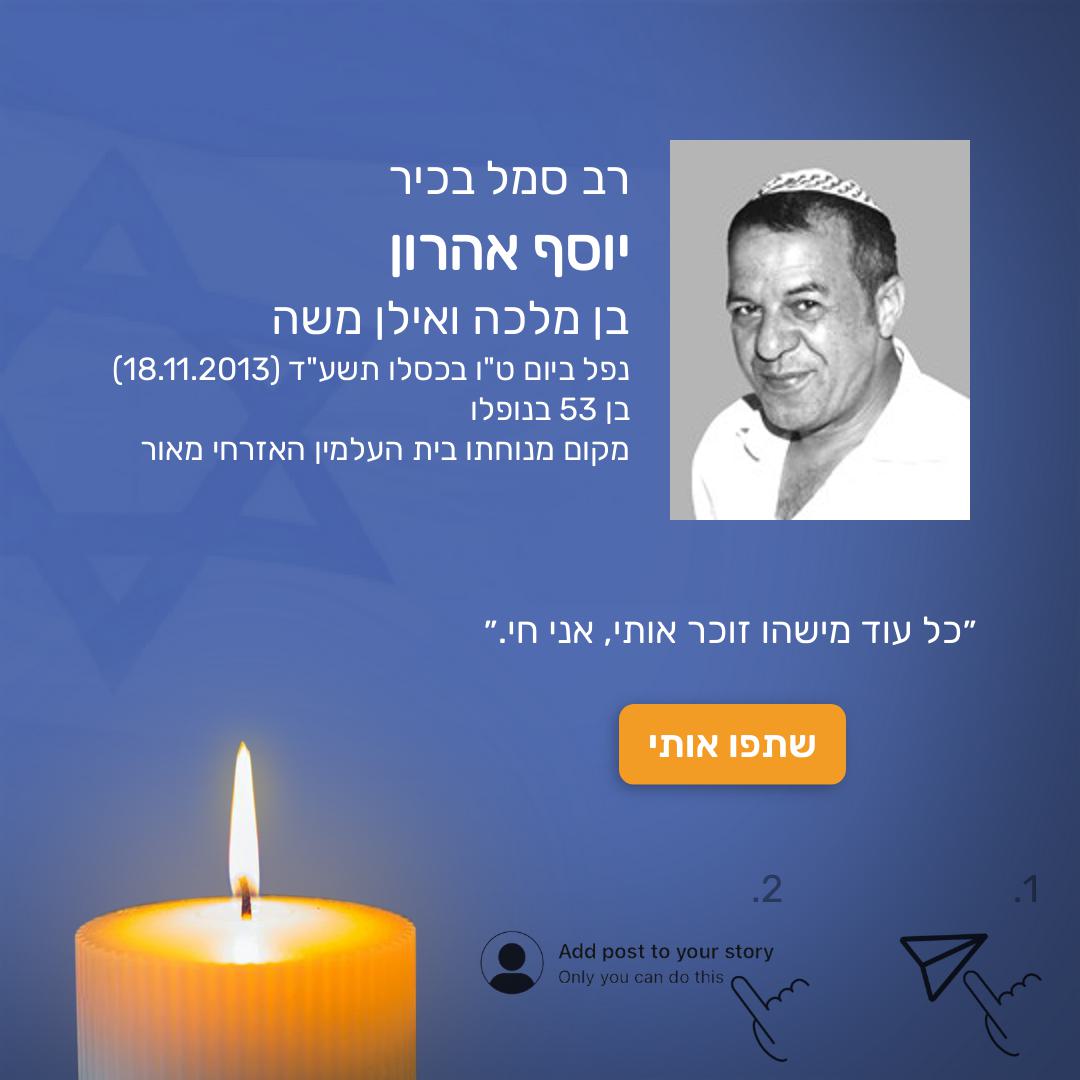 רב סמל בכיר
יוסף אהרון
בן מלכה ואילן משה
נפל ביום ט"ו בכסלו תשע"ד (18.11.2013)
בן 53 בנופלו
מקום מנוחתו בית העלמין האזרחי מאור
״כל עוד מישהו זוכר אותי, אני חי.״
שתפו אותי
1.
2.
Add post to your story
Only you can do this